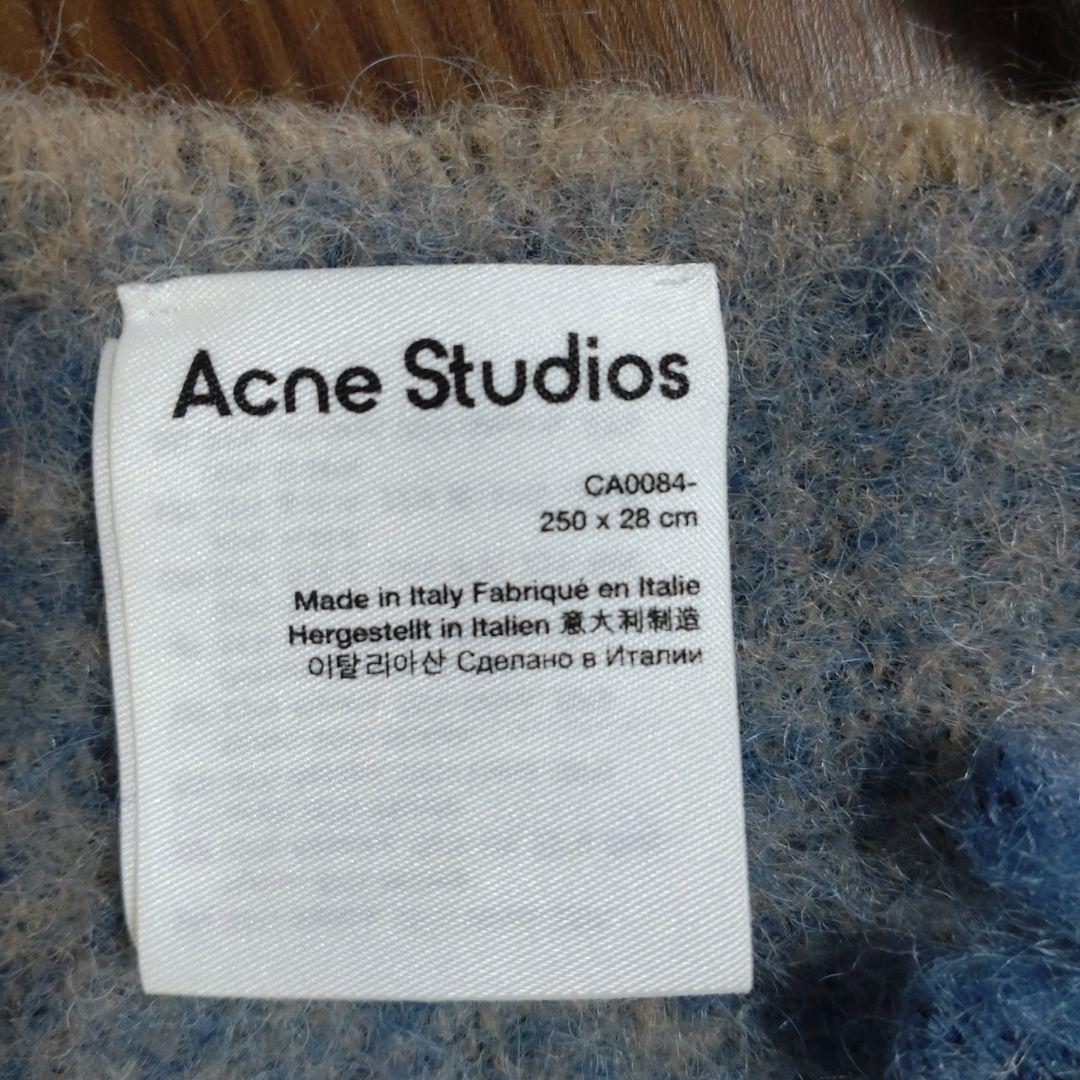 Acne Studios
CA0084-
250 x 28 cm
Made in Italy Fabriqué en Italie
Hergestellt in Italien 意大利制造
이탈리아산 Сделано в Италии